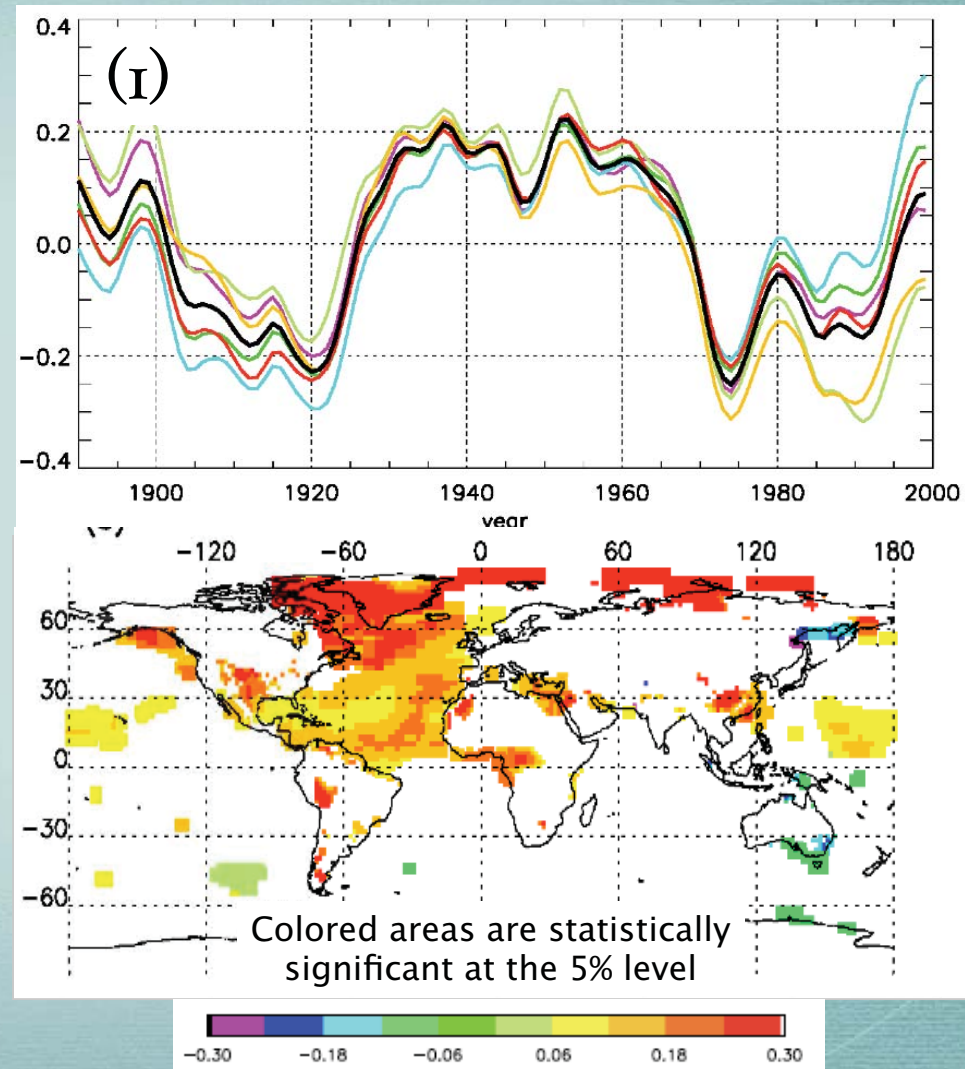 (1)
0.4
0.2
0.0
−0.2
−0.4
1900 1920 1940 1960 1980 2000
year
−120 −60 0 60 120 180
60
30
0
−30
−60
Colored areas are statistically
significant at the 5% level
−0.30 −0.18 −0.06 0.06 0.18 0.30